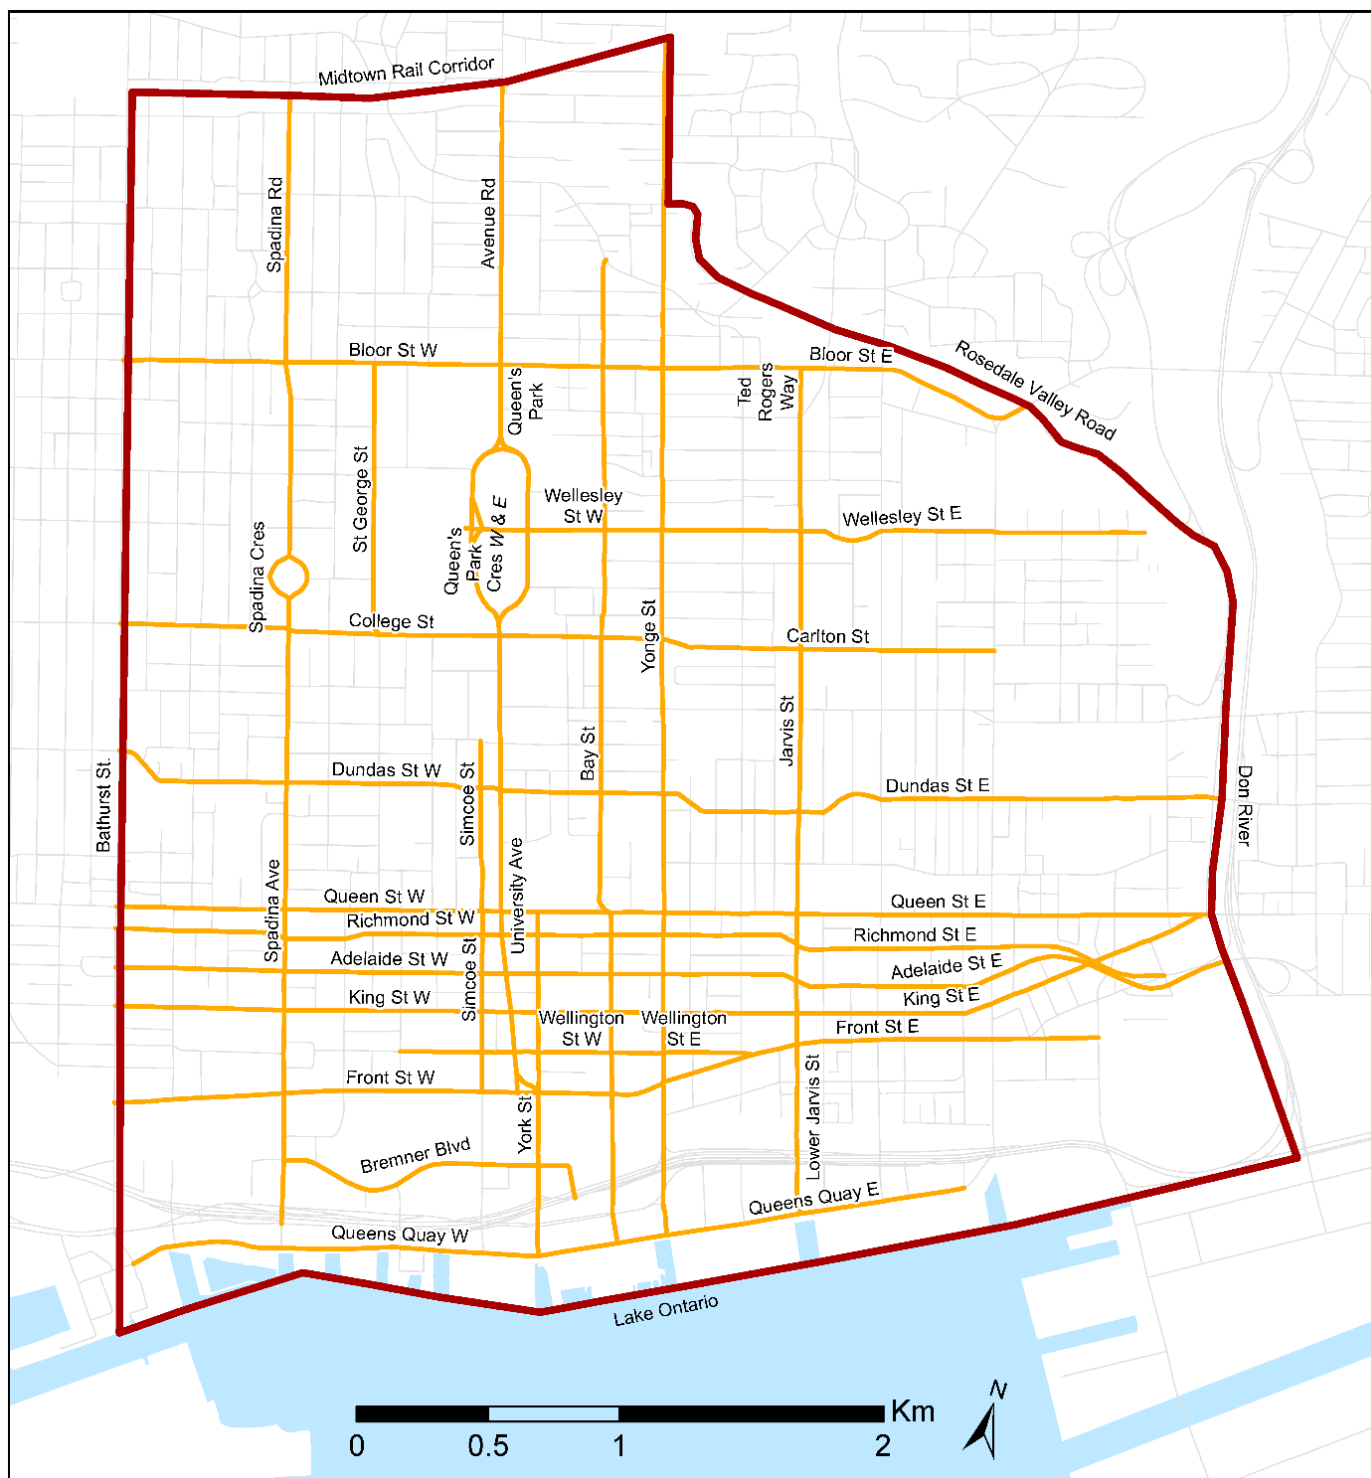 Midtown Rail Corridor
Spadina Rd
Avenue Rd
Bloor St W
Bloor St E
Rosedale Valley Road
Queen's
Park
Ted
Rogers
Way
St George St
Wellesley
St W
Wellesley St E
Queen's
Park
Cres W & E
Spadina Cres
College St
Yonge St
Carlton St
Jarvis St
Bay St
Bathurst St.
Dundas St W
Simcoe St
Dundas St E
Don River
University Ave
Spadina Ave
Queen St W
Queen St E
Richmond St W
Richmond St E
Adelaide St W
Simcoe St
Adelaide St E
King St W
King St E
Wellington
St W
Wellington
St E
Front St E
Front St W
York St
Lower Jarvis St
Bremner Blvd
Queens Quay E
Queens Quay W
Lake Ontario
N
Km
0
0.5
1
2